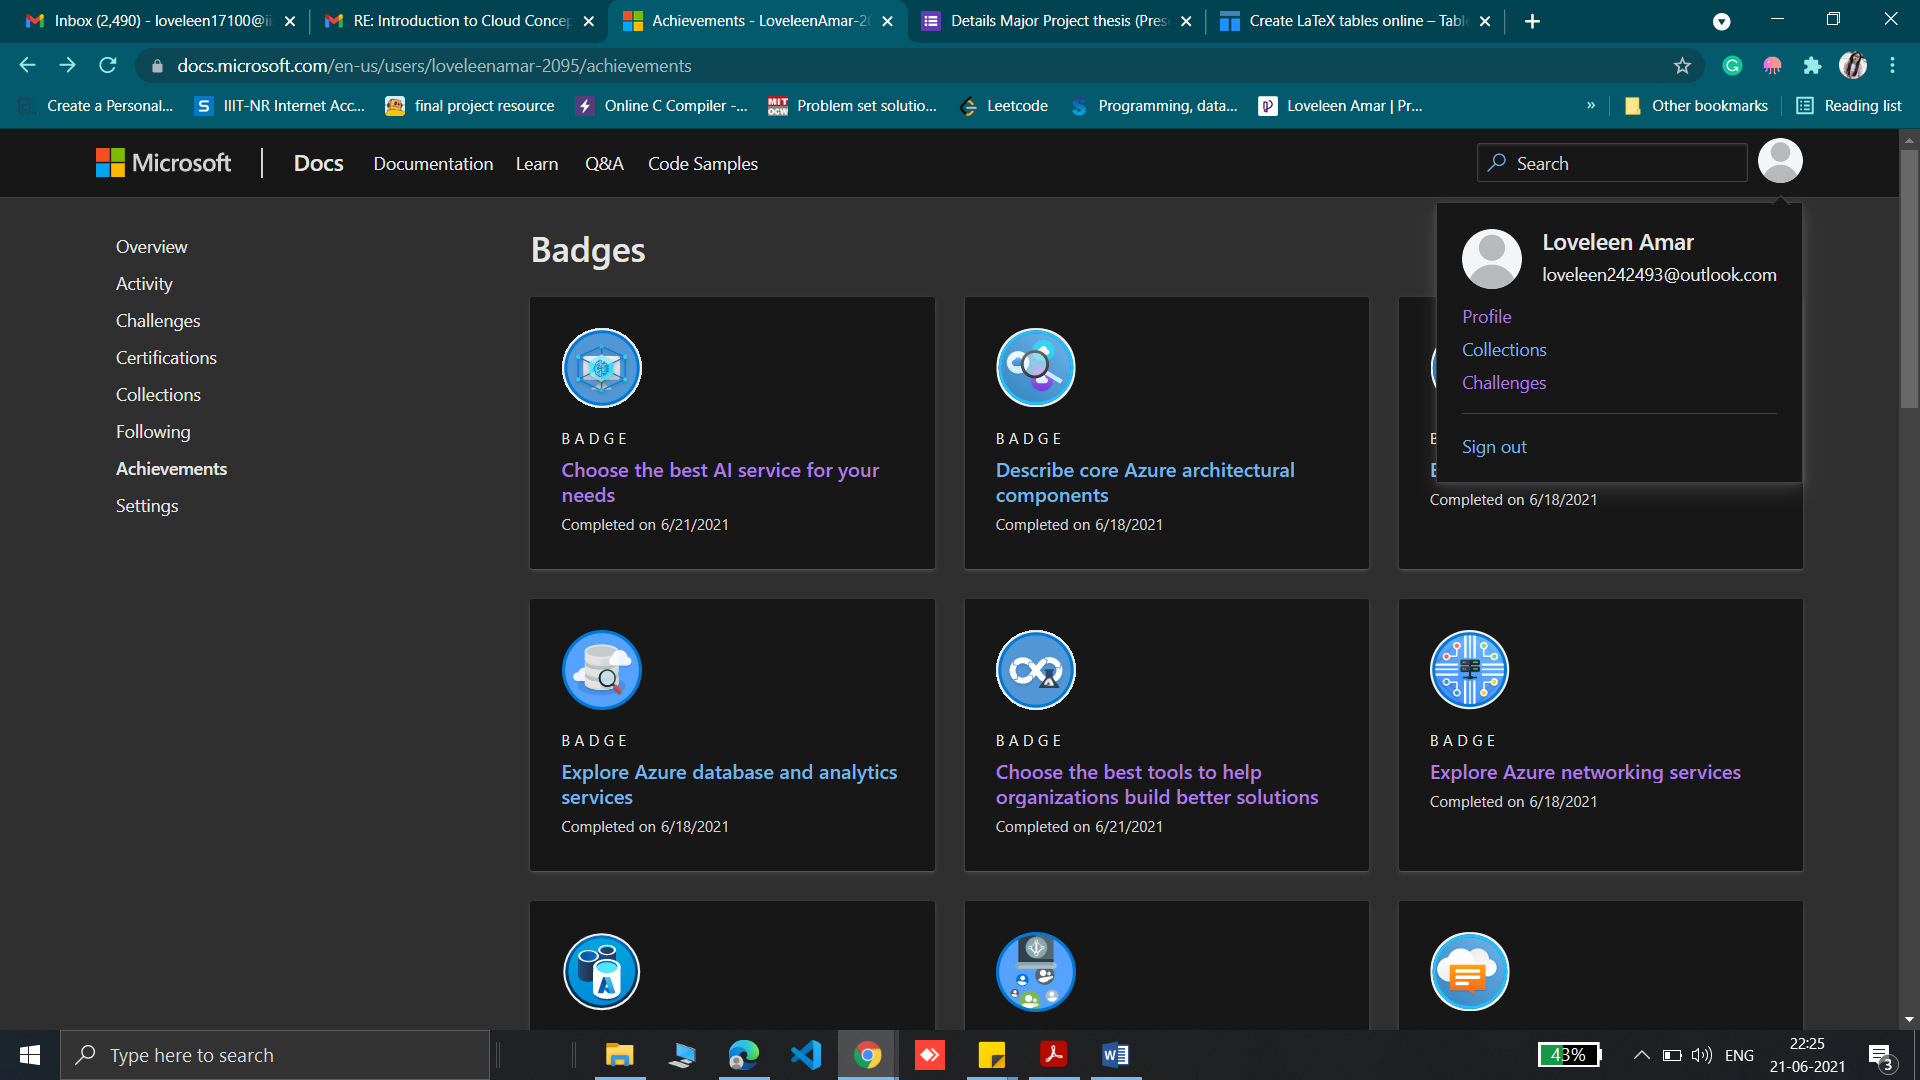 Inbox (2,490) - loveleen17100@ii
RE: Introduction to Cloud Concep
Achievements - LoveleenAmar-20
Details Major Project thesis (Pres
Create LaTeX tables online – Tabl
docs.microsoft.com/en-us/users/loveleenamar-2095/achievements
Create a Personal...
IIIT-NR Internet Acc...
final project resource
Online C Compiler -...
MIT OCW
Problem set solutio...
Leetcode
Programming, data...
Loveleen Amar | Pr...
»
Other bookmarks
Reading list
Microsoft
Docs
Documentation
Learn
Q&A
Code Samples
Search
Overview
Activity
Challenges
Certifications
Collections
Following
Achievements
Settings
Badges
Loveleen Amar
loveleen242493@outlook.com
Profile
Collections
Challenges
Sign out
BADGE
Choose the best AI service for your
needs
Completed on 6/21/2021
BADGE
Describe core Azure architectural
components
Completed on 6/18/2021
Completed on 6/18/2021
BADGE
Explore Azure database and analytics
services
Completed on 6/18/2021
BADGE
Choose the best tools to help
organizations build better solutions
Completed on 6/21/2021
BADGE
Explore Azure networking services
Completed on 6/18/2021
Type here to search
43%
ENG
22:25
21-06-2021
3